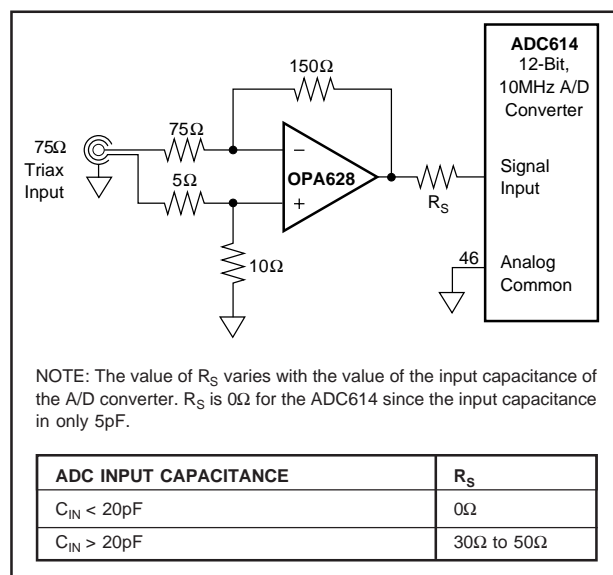 ADC614
12-Bit,
10MHz A/D
Converter
150Ω
75Ω
75Ω
Triax
Input
5Ω
−
OPA628
+
Signal
Input
R_S
10Ω
46
Analog
Common
NOTE: The value of R_S varies with the value of the input capacitance of
the A/D converter. R_S is 0Ω for the ADC614 since the input capacitance
in only 5pF.
ADC INPUT CAPACITANCE R_S
C_IN < 20pF 0Ω
C_IN > 20pF 30Ω to 50Ω